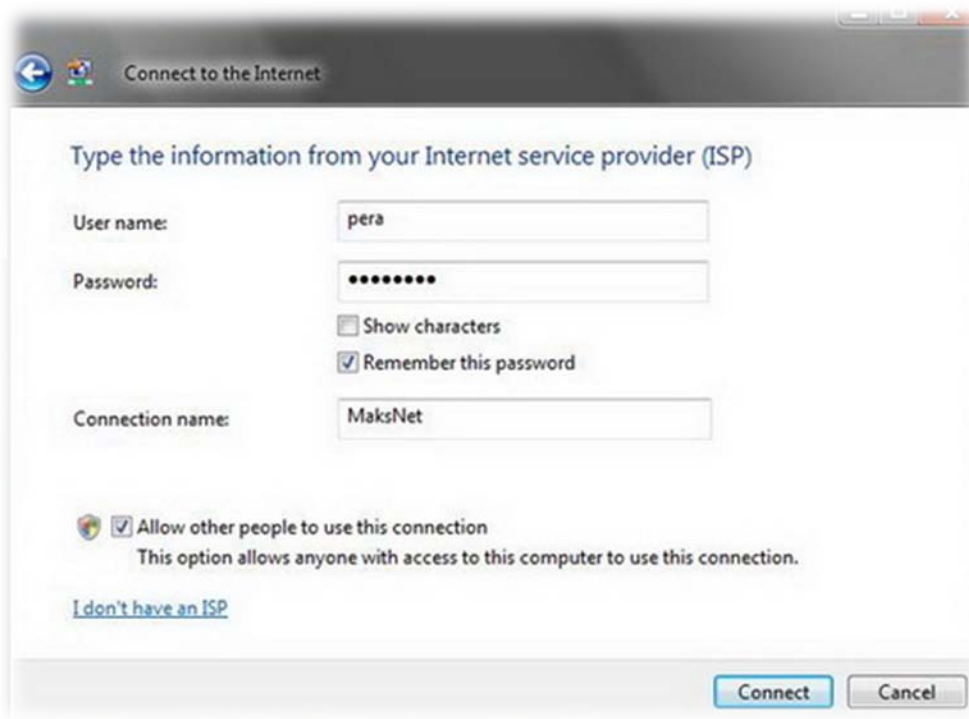 Connect to the Internet
Type the information from your Internet service provider (ISP)
User name:
pera
Password:
••••••••
Show characters
Remember this password
Connection name:
MaksNet
Allow other people to use this connection
This option allows anyone with access to this computer to use this connection.
I don't have an ISP
Connect
Cancel